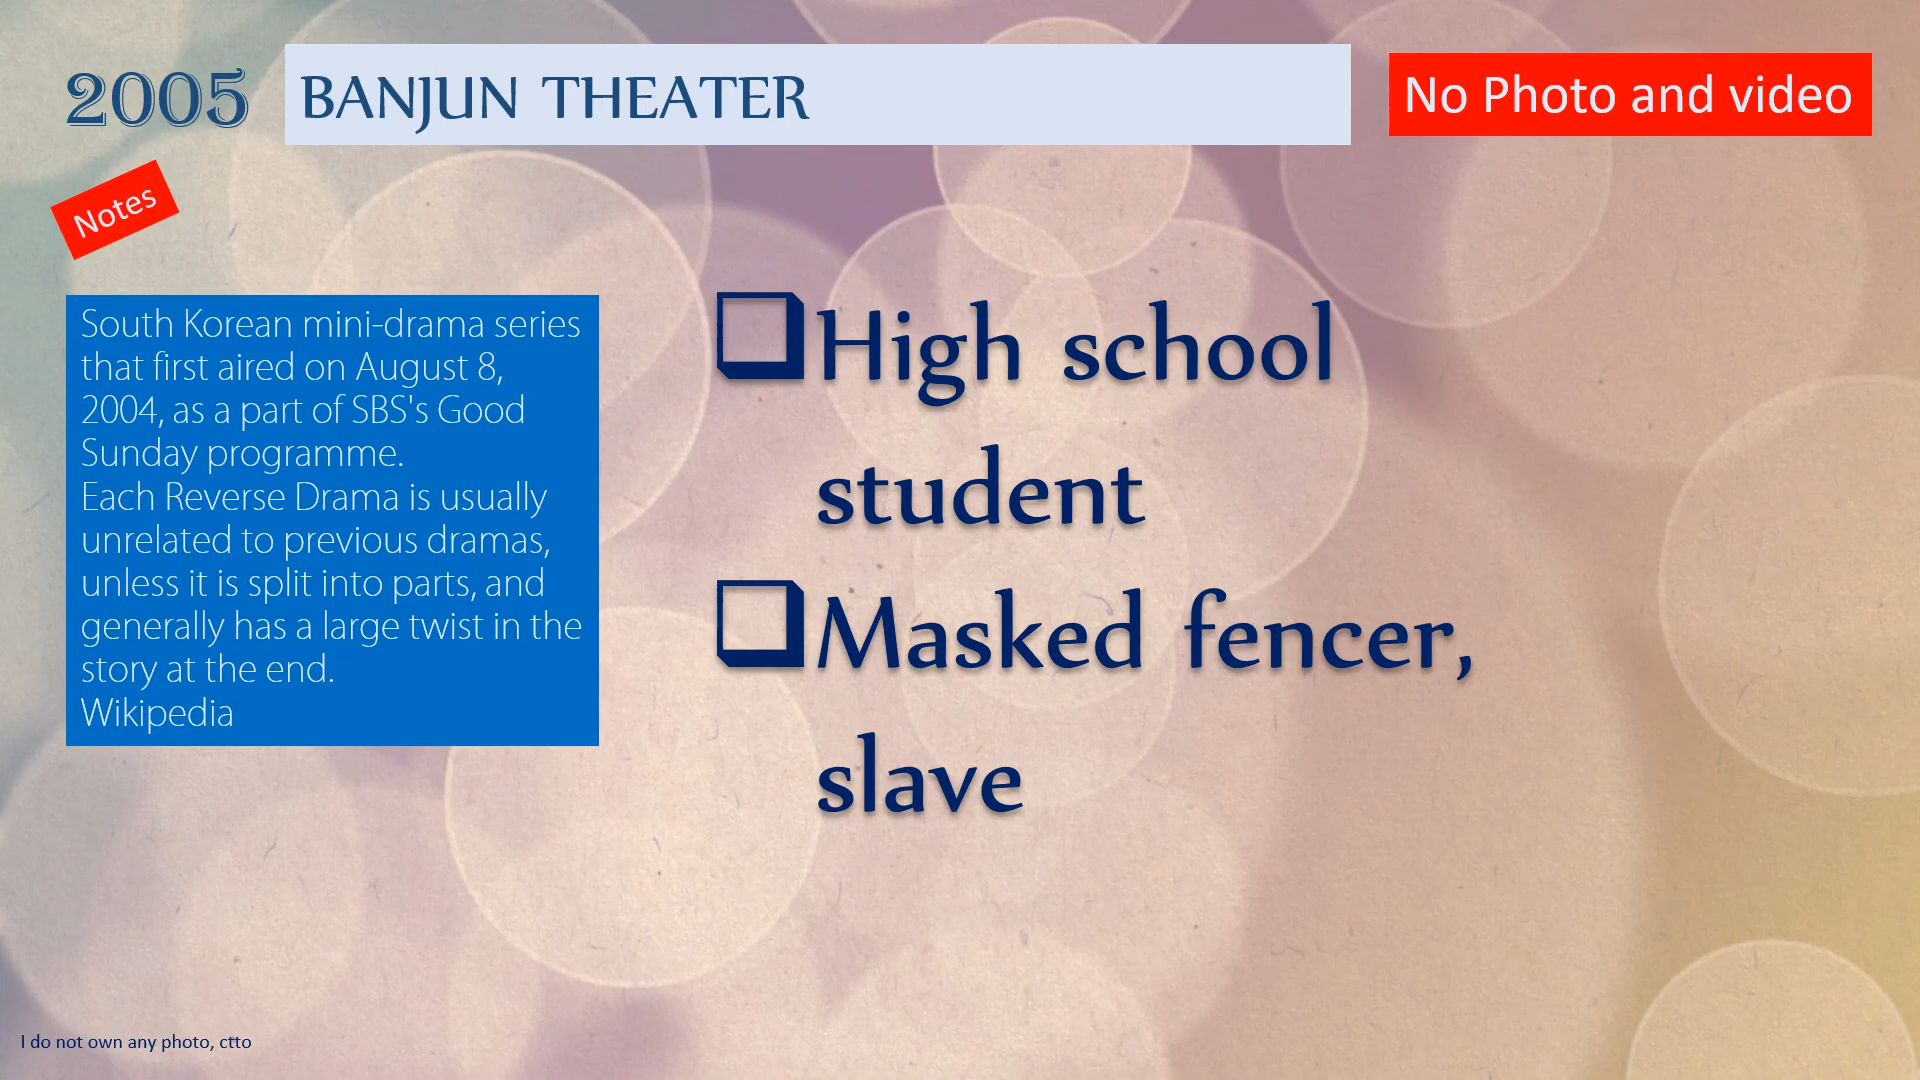 2005
BANJUN THEATER
No Photo and video
Notes
South Korean mini-drama series
that first aired on August 8,
2004, as a part of SBS's Good
Sunday programme.
Each Reverse Drama is usually
unrelated to previous dramas,
unless it is split into parts, and
generally has a large twist in the
story at the end.
Wikipedia
High school
student
Masked fencer,
slave
I do not own any photo, ctto